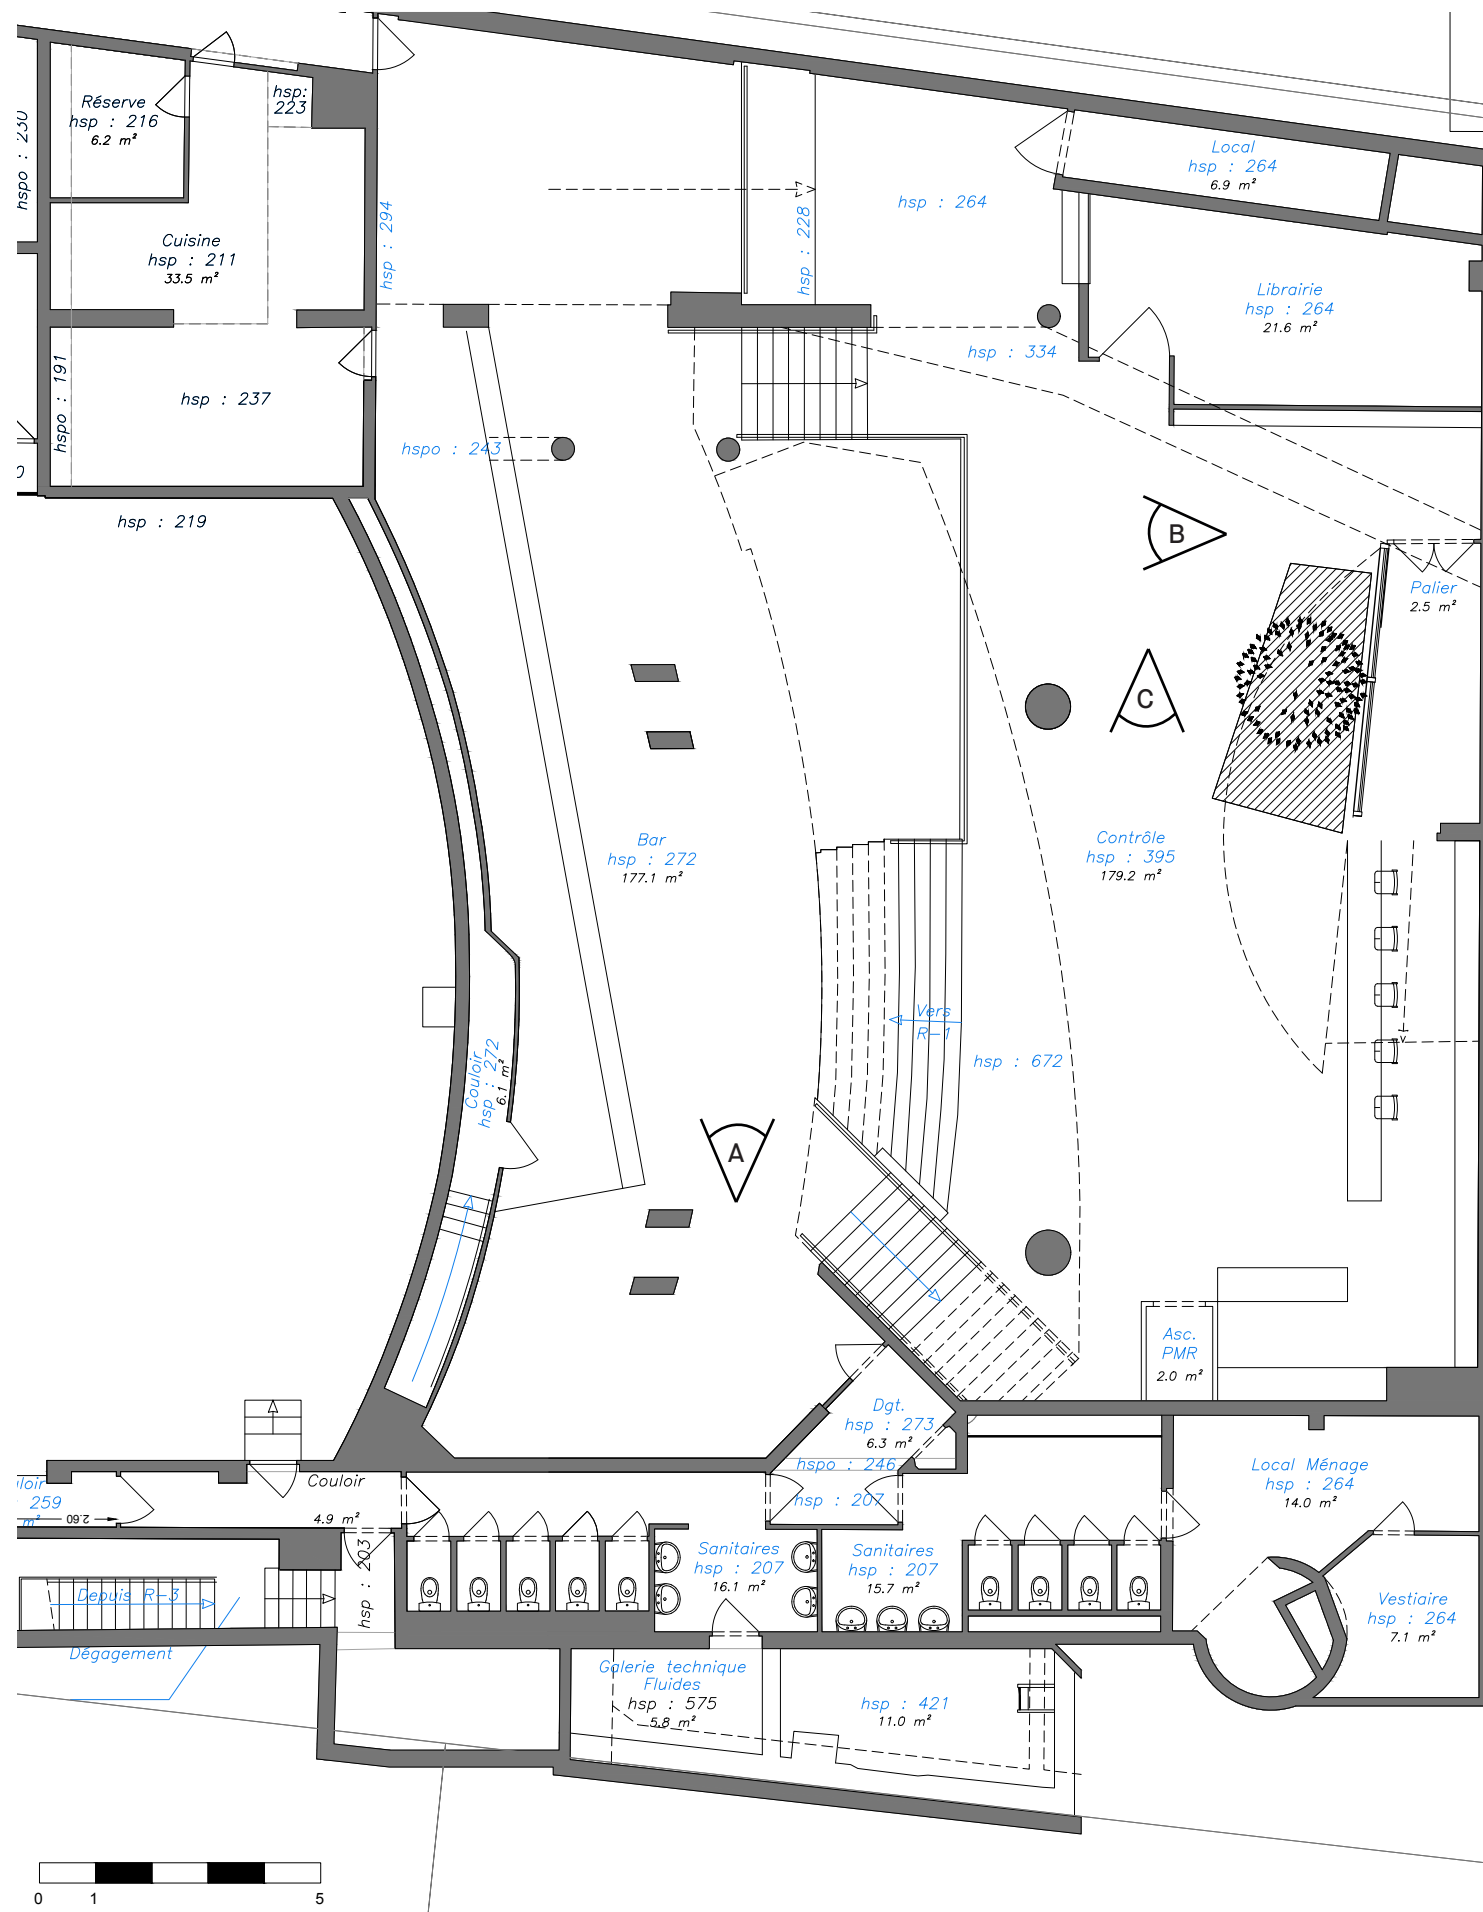 Réserve
hsp : 216
6.2 m²
hsp:
223
hspo : 230
Cuisine
hsp : 211
33.5 m²
hsp : 294
hsp : 228
hsp : 264
Local
hsp : 264
6.9 m²
Librairie
hsp : 264
21.6 m²
hsp : 334
hspo : 191
hsp : 237
hspo : 243
hsp : 219
B
Palier
2.5 m²
C
Bar
hsp : 272
177.1 m²
Contrôle
hsp : 395
179.2 m²
Vers
R-1
hsp : 672
Couloir
hsp : 272
6.1 m²
A
Asc.
PMR
2.0 m²
Dgt.
hsp : 273
6.3 m²
hspo : 246
hsp : 207
Couloir
4.9 m²
259
m²
2.60
hsp : 203
Local Ménage
hsp : 264
14.0 m²
Sanitaires
hsp : 207
16.1 m²
Sanitaires
hsp : 207
15.7 m²
Depuis R-3
Dégagement
Vestiaire
hsp : 264
7.1 m²
Galerie technique
Fluides
hsp : 575
5.8 m²
hsp : 421
11.0 m²
0 1 5